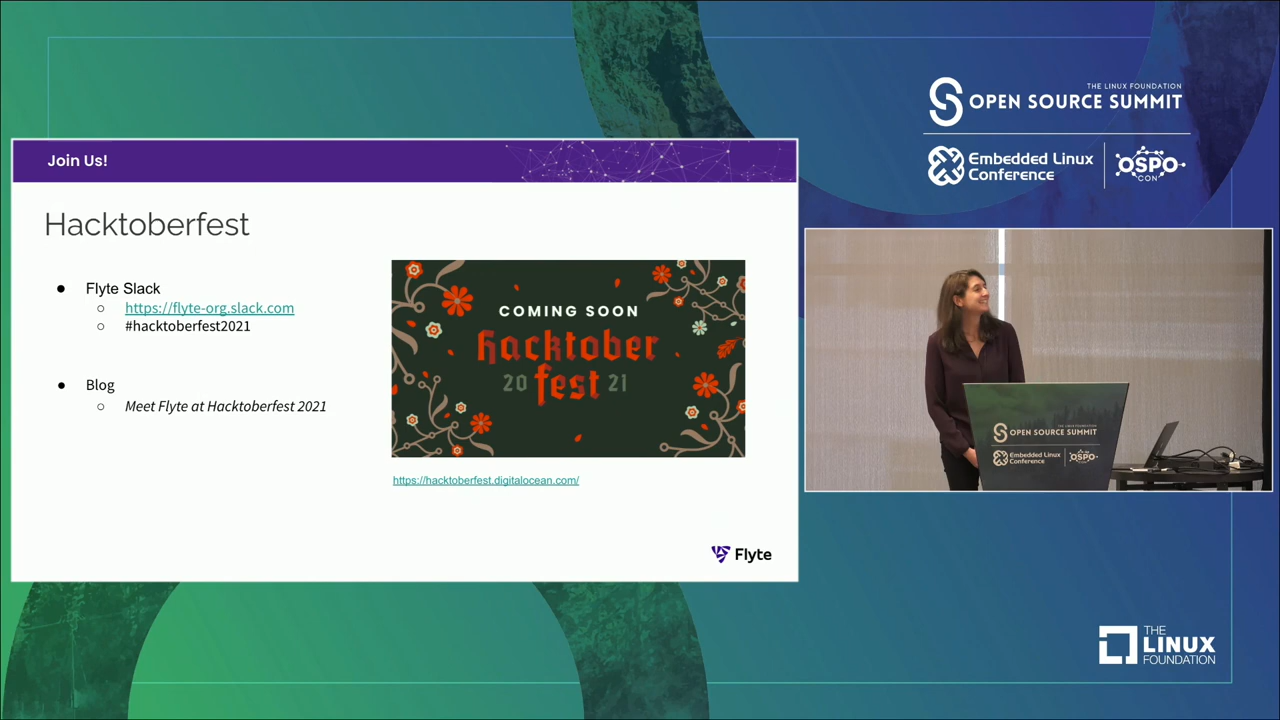 THE LINUX FOUNDATION
OPEN SOURCE SUMMIT
Embedded Linux
Conference
OSPO
CON
Join Us!
Hacktoberfest
● Flyte Slack
○ https://flyte-org.slack.com
○ #hacktoberfest2021
● Blog
○ Meet Flyte at Hacktoberfest 2021
COMING SOON
hacktober
20 fest 21
https://hacktoberfest.digitalocean.com/
Flyte
OPEN SOURCE SUMMIT
Embedded Linux
Conference
OSPO
CON
THE
LINUX
FOUNDATION